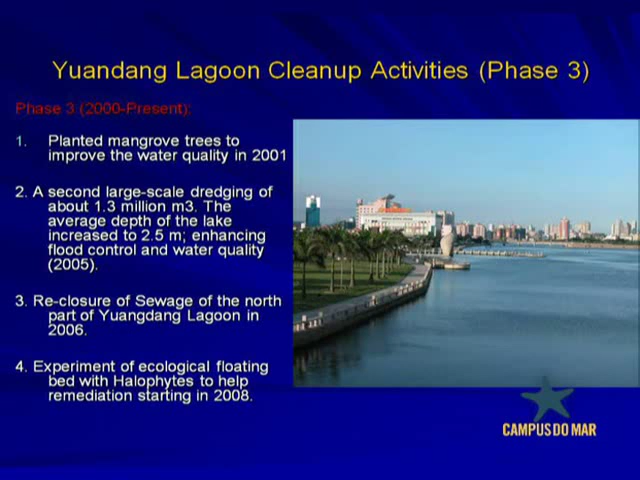 Yuandang Lagoon Cleanup Activities (Phase 3)
Phase 3 (2000-Present):
1. Planted mangrove trees to
improve the water quality in 2001
2. A second large-scale dredging of
about 1.3 million m3. The
average depth of the lake
increased to 2.5 m; enhancing
flood control and water quality
(2005).
3. Re-closure of Sewage of the north
part of Yuangdang Lagoon in
2006.
4. Experiment of ecological floating
bed with Halophytes to help
remediation starting in 2008.
CAMPUS DO MAR